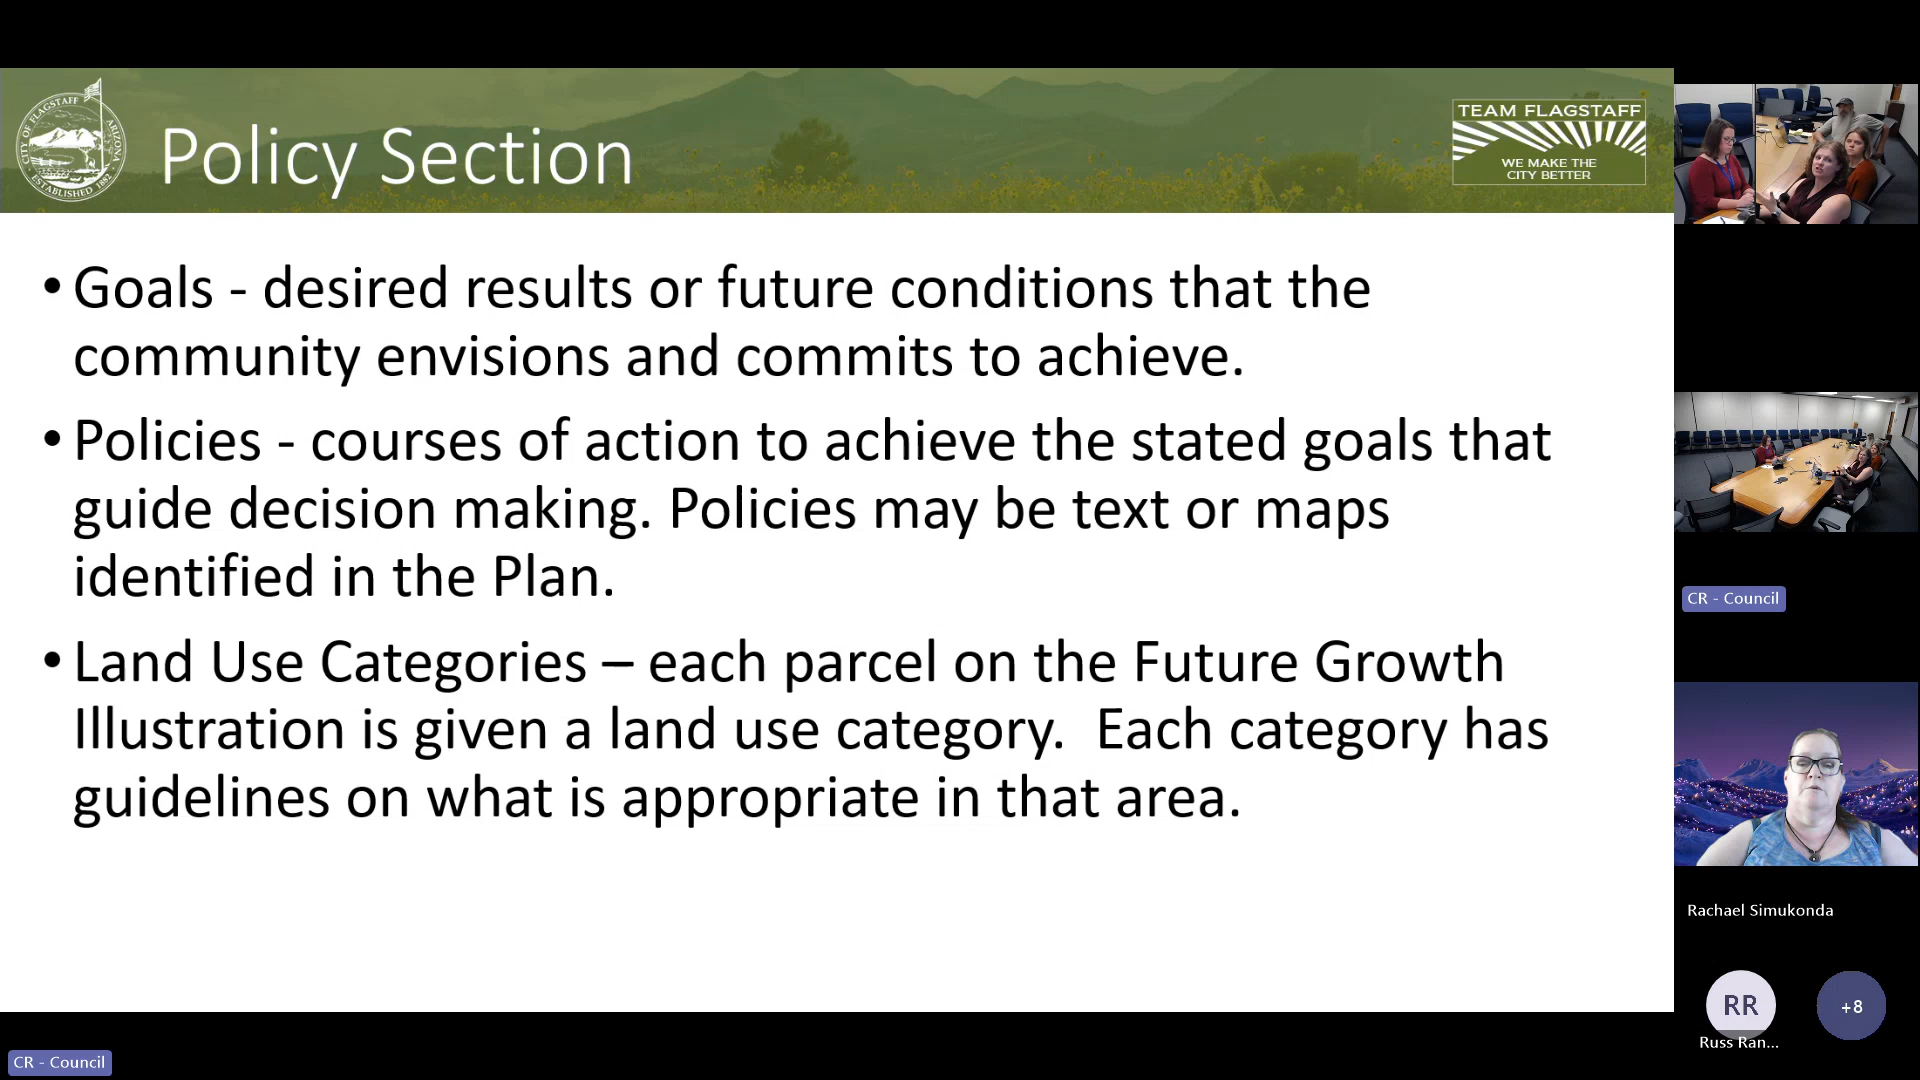 CITY OF FLAGSTAFF
ARIZONA
ESTABLISHED 1882
Policy Section
TEAM FLAGSTAFF
WE MAKE THE
CITY BETTER
• Goals - desired results or future conditions that the
community envisions and commits to achieve.
• Policies - courses of action to achieve the stated goals that
guide decision making. Policies may be text or maps
identified in the Plan.
• Land Use Categories – each parcel on the Future Growth
Illustration is given a land use category.  Each category has
guidelines on what is appropriate in that area.
CR - Council
Rachael Simukonda
RR
+8
Russ Ran...
CR - Council